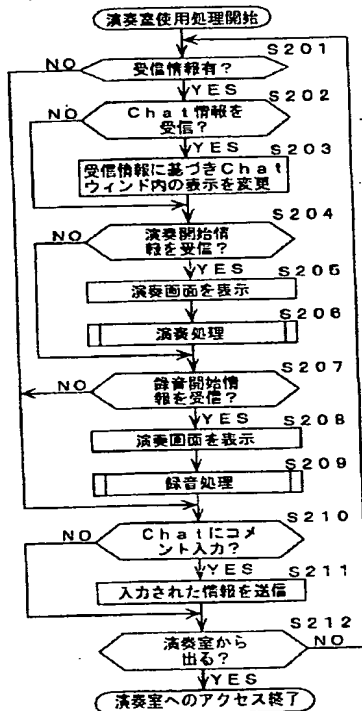 演奏室使用処理開始
S201
NO
受信情報有？
YES
S202
NO
Chat情報を
受信？
YES
S203
受信情報に基づきChat
ウィンド内の表示を変更
S204
NO
演奏開始情
報を受信？
YES
S205
演奏画面を表示
S206
演奏処理
S207
NO
録音開始情
報を受信？
YES
S208
演奏画面を表示
S209
録音処理
S210
NO
Chatにコメ
ント入力？
YES
S211
入力された情報を送信
S212
演奏室から
出る？
NO
YES
演奏室へのアクセス終了